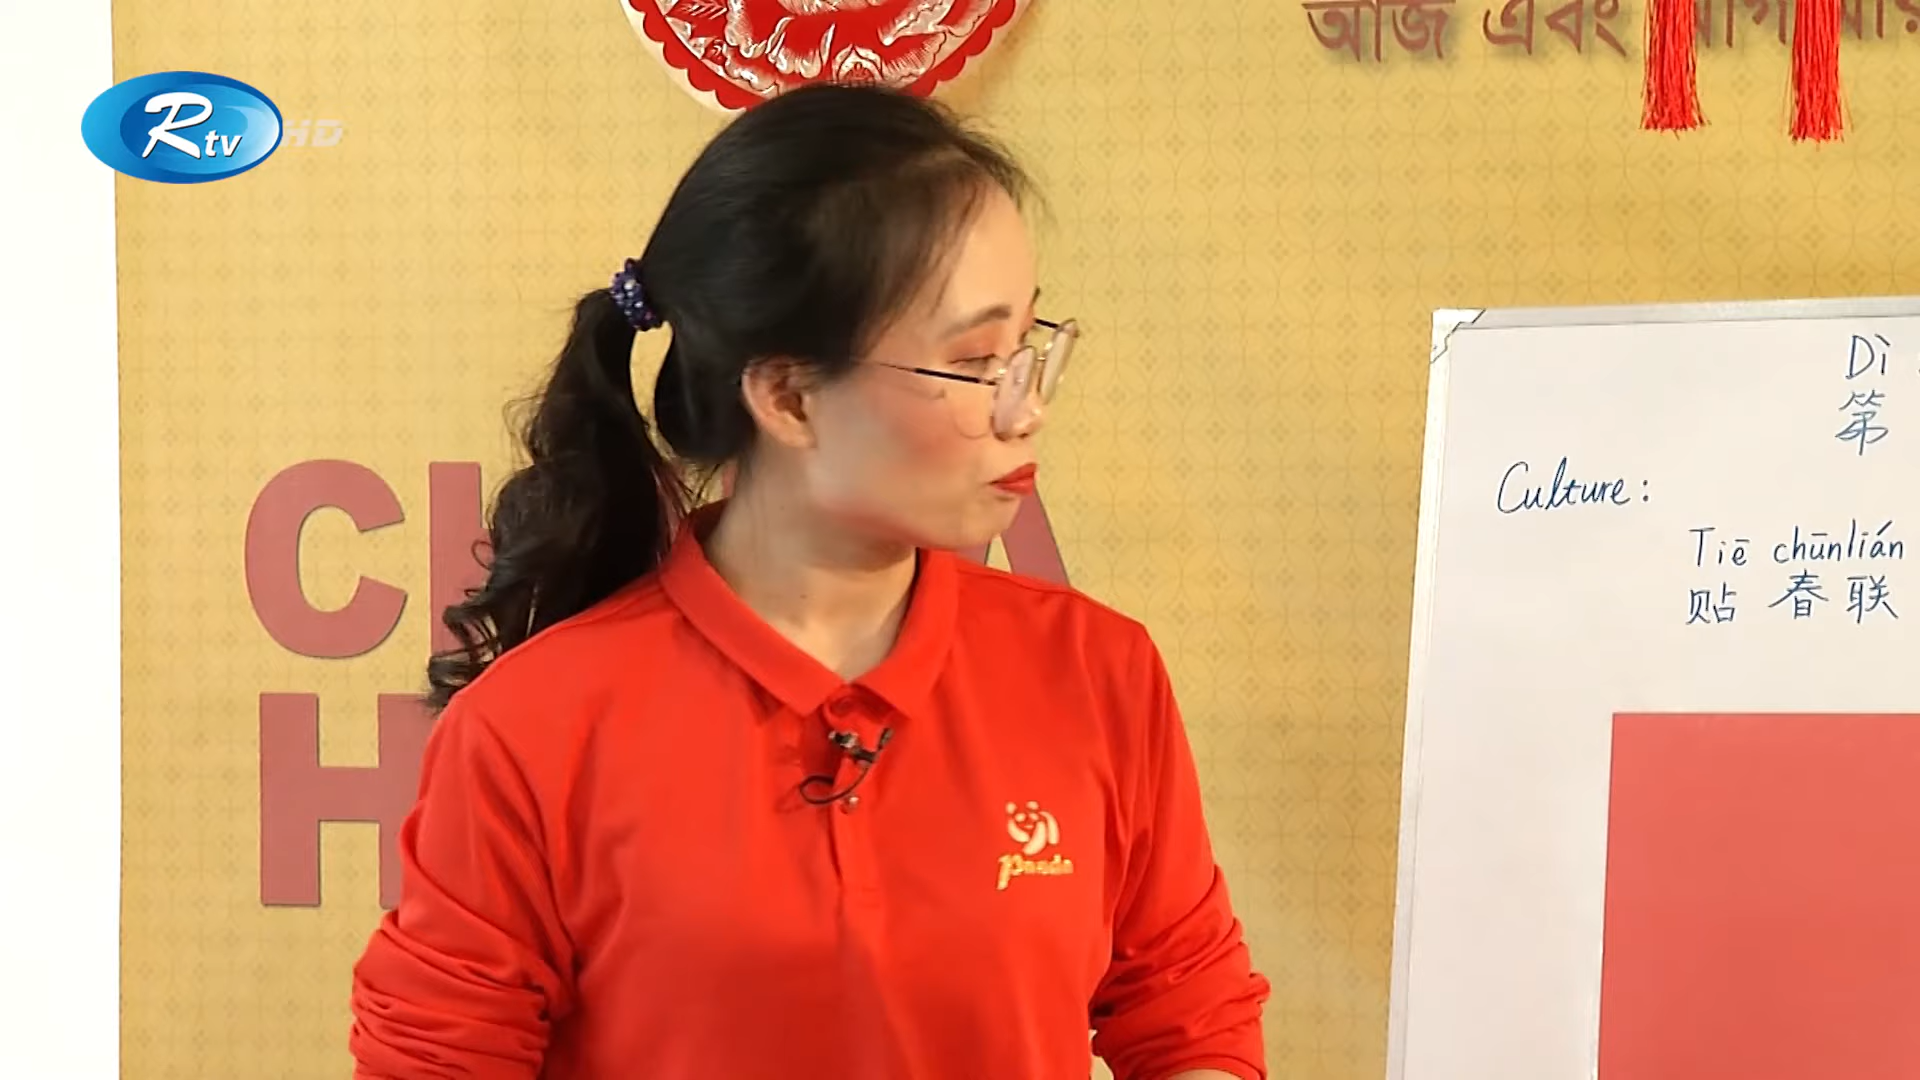 আজ এবং
Rtv HD
Dì
第
Culture:
Tiē chūnlián
贴 春 联
C
H
Panda